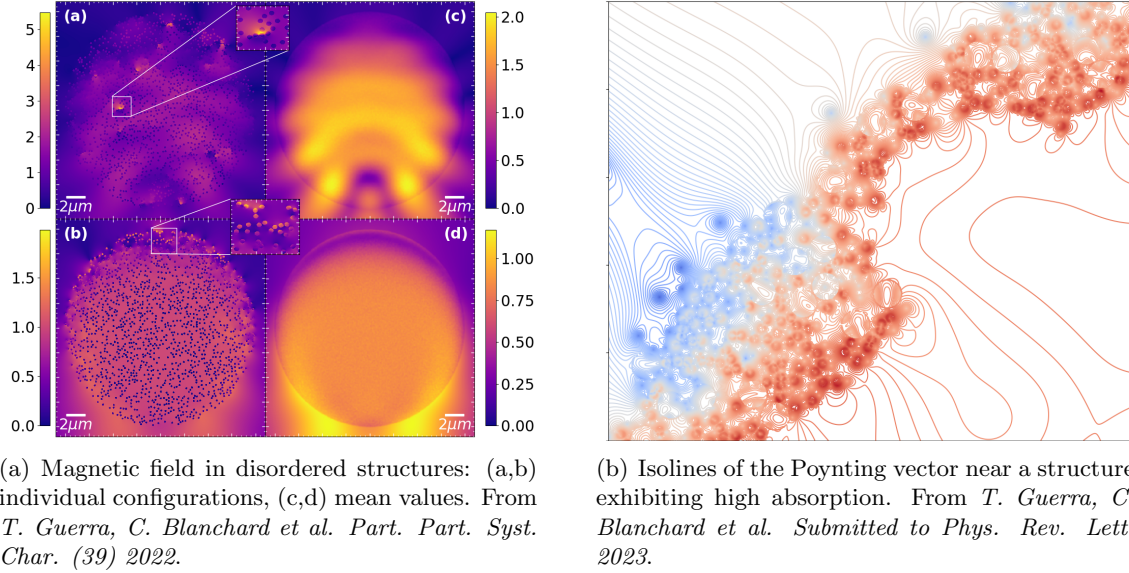 (a)
(c)
5
4
3
2
1
0
2μm
2μm
2.0
1.5
1.0
0.5
0.0
(b)
(d)
1.5
1.0
0.5
0.0
2μm
2μm
1.00
0.75
0.50
0.25
0.00
(a) Magnetic field in disordered structures: (a,b)
individual configurations, (c,d) mean values. From
T. Guerra, C. Blanchard et al. Part. Part. Syst.
Char. (39) 2022.
(b) Isolines of the Poynting vector near a structure
exhibiting high absorption. From T. Guerra, C
Blanchard et al. Submitted to Phys. Rev. Lett
2023.